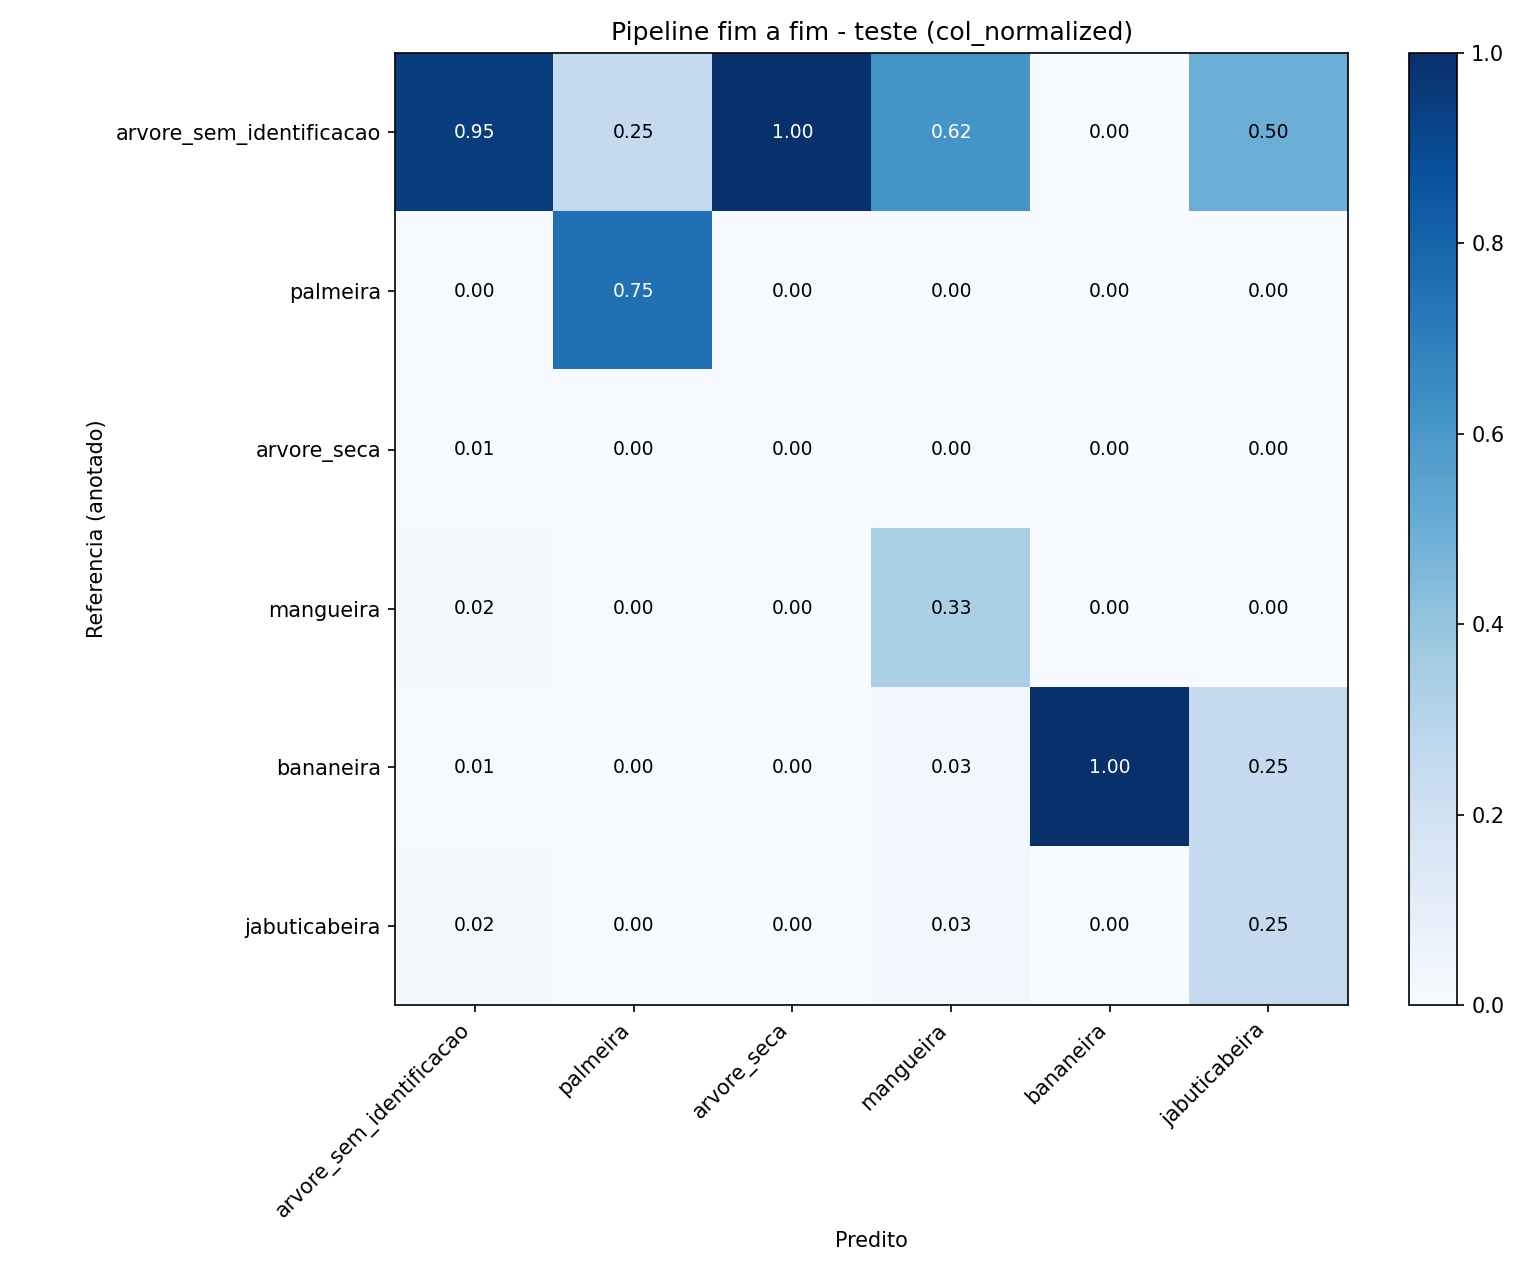 Pipeline fim a fim - teste (col_normalized)
arvore_sem_identificacao 0.95 0.25 1.00 0.62 0.00 0.50
palmeira 0.00 0.75 0.00 0.00 0.00 0.00
arvore_seca 0.01 0.00 0.00 0.00 0.00 0.00
mangueira 0.02 0.00 0.00 0.33 0.00 0.00
bananeira 0.01 0.00 0.00 0.03 1.00 0.25
jabuticabeira 0.02 0.00 0.00 0.03 0.00 0.25
Referencia (anotado)
arvore_sem_identificacao
palmeira
arvore_seca
mangueira
bananeira
jabuticabeira
Predito
1.0
0.8
0.6
0.4
0.2
0.0